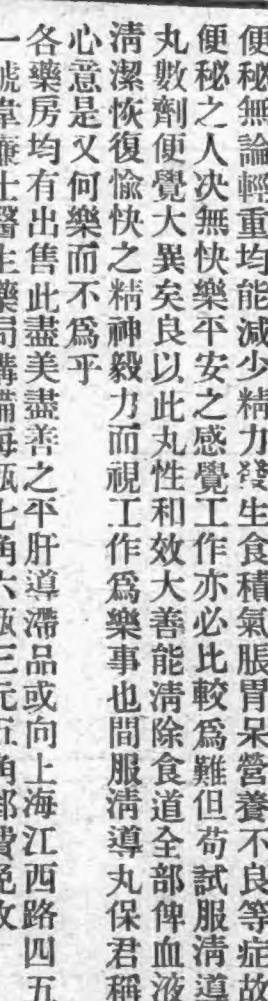 便秘無論輕重均能減少精力發生食積氣脹胃呆營養不良等症故
便秘之人决無快樂平安之感覺工作亦必比較爲難但苟試服清導
丸數劑便覺大異矣良以此丸性和效大善能清除食道全部俾血液
清潔恢復愉快之精神毅力而視工作爲樂事也間服清導丸保君稱
心意是又何樂而不爲乎
各藥房均有出售此盡美盡善之平肝導滯品或向上海江西路四五
一號韋廉士醫生藥局購備每瓶七角六瓶三元五角郵費免收